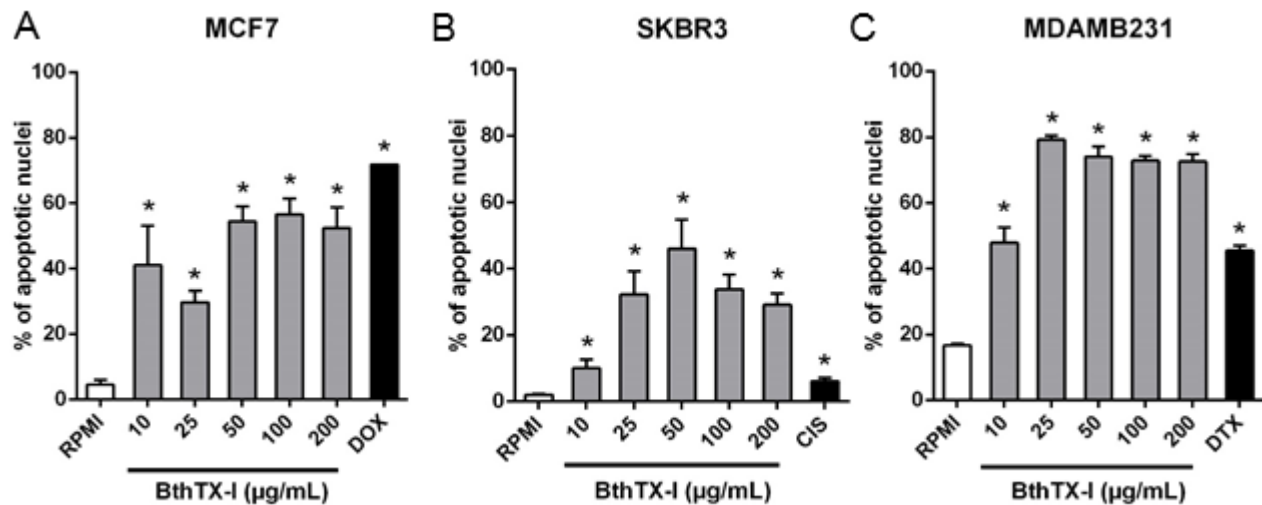 A
MCF7
% of apoptotic nuclei
100
80
60
40
20
0
*
*
*
*
*
*
RPMI
10
25
50
100
200
DOX
BthTX-I (µg/mL)
B
SKBR3
% of apoptotic nuclei
100
80
60
40
20
0
*
*
*
*
*
*
RPMI
10
25
50
100
200
CIS
BthTX-I (µg/mL)
C
MDAMB231
% of apoptotic nuclei
100
80
60
40
20
0
*
*
*
*
*
*
RPMI
10
25
50
100
200
DTX
BthTX-I (µg/mL)